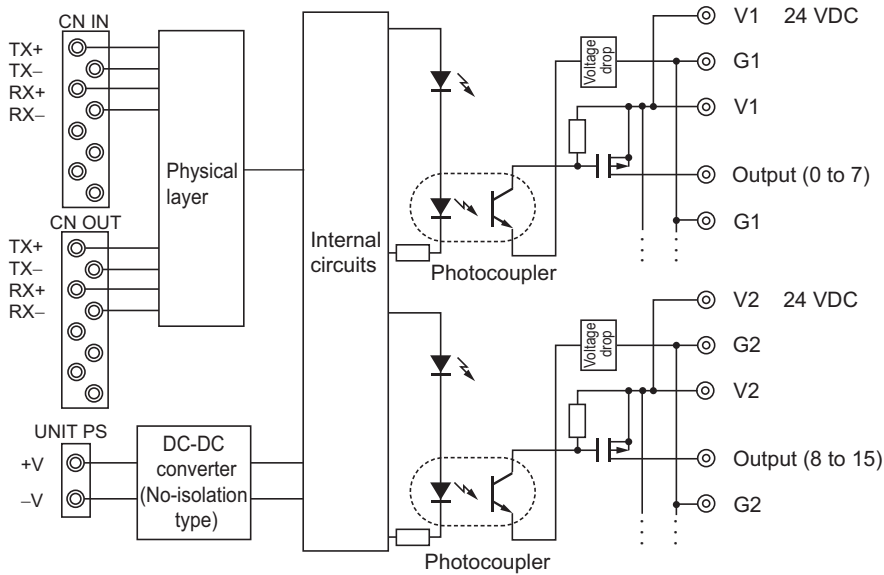 CN IN
TX+
TX–
RX+
RX–
Physical
layer
CN OUT
TX+
TX–
RX+
RX–
UNIT PS
+V
–V
DC-DC
converter
(No-isolation
type)
Internal
circuits
Photocoupler
Voltage
drop
V1 24 VDC
G1
V1
Output (0 to 7)
G1
Photocoupler
Voltage
drop
V2 24 VDC
G2
V2
Output (8 to 15)
G2